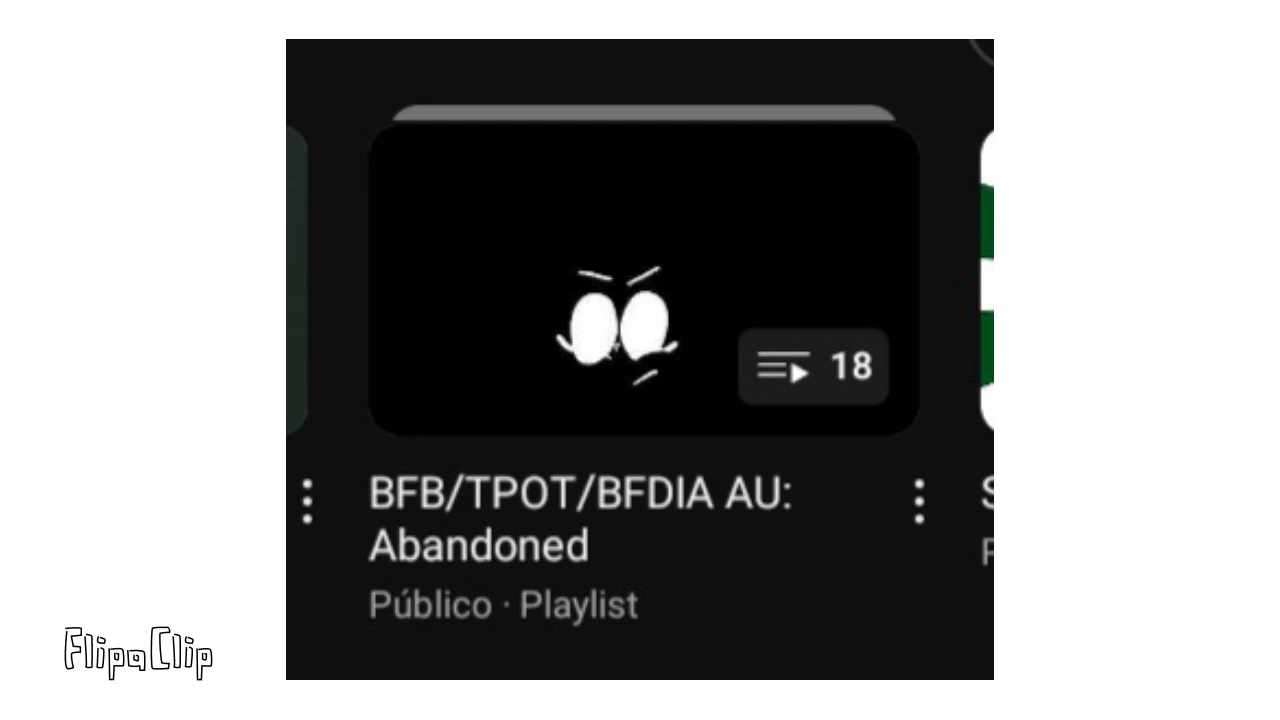 18
BFB/TPOT/BFDIA AU:
Abandoned
Público · Playlist
FlipaClip